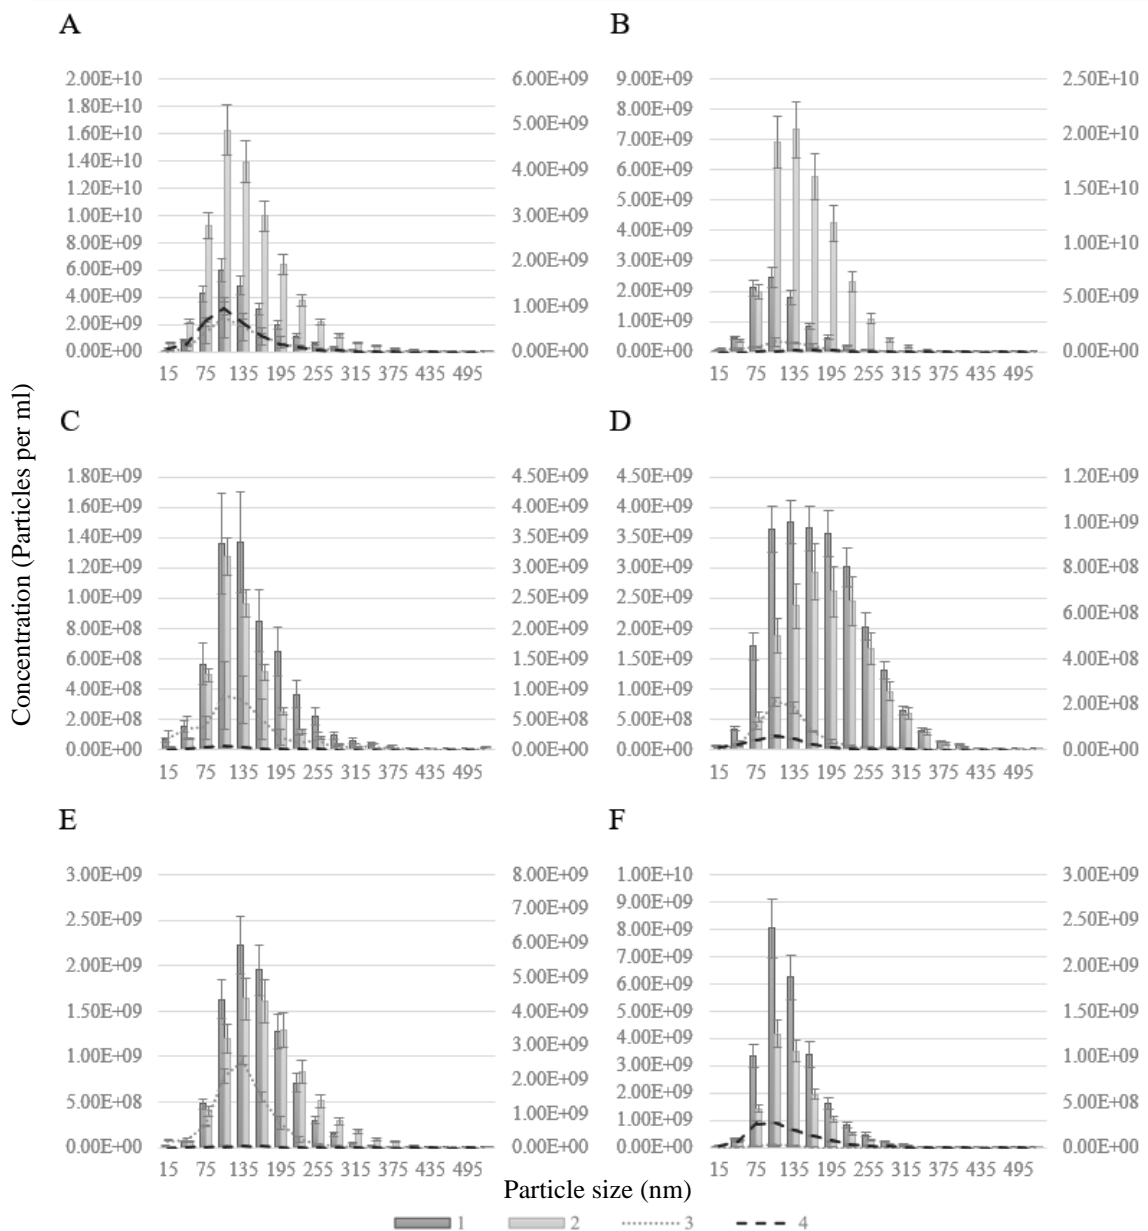 A B
2.00E+10 6.00E+09 9.00E+09 2.50E+10
1.80E+10 5.00E+09 8.00E+09 2.00E+10
1.60E+10 4.00E+09 7.00E+09 1.50E+10
1.40E+10 3.00E+09 6.00E+09 1.00E+10
1.20E+10 2.00E+09 5.00E+09 5.00E+09
1.00E+10 1.00E+09 4.00E+09 0.00E+00
8.00E+09 0.00E+00 3.00E+09
6.00E+09 2.00E+09
4.00E+09 1.00E+09
2.00E+09 0.00E+00
0.00E+00
15 75 135 195 255 315 375 435 495 15 75 135 195 255 315 375 435 495
Concentration (Particles per ml)
C D
1.80E+09 4.50E+09 4.50E+09 1.20E+09
1.60E+09 4.00E+09 4.00E+09 1.00E+09
1.40E+09 3.50E+09 3.50E+09 8.00E+08
1.20E+09 3.00E+09 3.00E+09 6.00E+08
1.00E+09 2.50E+09 2.50E+09 4.00E+08
8.00E+08 2.00E+09 2.00E+09 2.00E+08
6.00E+08 1.50E+09 1.50E+09 0.00E+00
4.00E+08 1.00E+09 1.00E+09
2.00E+08 5.00E+08 5.00E+08
0.00E+00 0.00E+00 0.00E+00
15 75 135 195 255 315 375 435 495 15 75 135 195 255 315 375 435 495
E F
3.00E+09 8.00E+09 1.00E+10 3.00E+09
2.50E+09 7.00E+09 9.00E+09 2.50E+09
2.00E+09 6.00E+09 8.00E+09 2.00E+09
1.50E+09 5.00E+09 7.00E+09 1.50E+09
1.00E+09 4.00E+09 6.00E+09 1.00E+09
5.00E+08 3.00E+09 5.00E+09 5.00E+08
0.00E+00 2.00E+09 4.00E+09 0.00E+00
1.00E+09 3.00E+09
0.00E+00 2.00E+09
1.00E+09
0.00E+00
15 75 135 195 255 315 375 435 495 15 75 135 195 255 315 375 435 495
Particle size (nm)
1 2 3 4